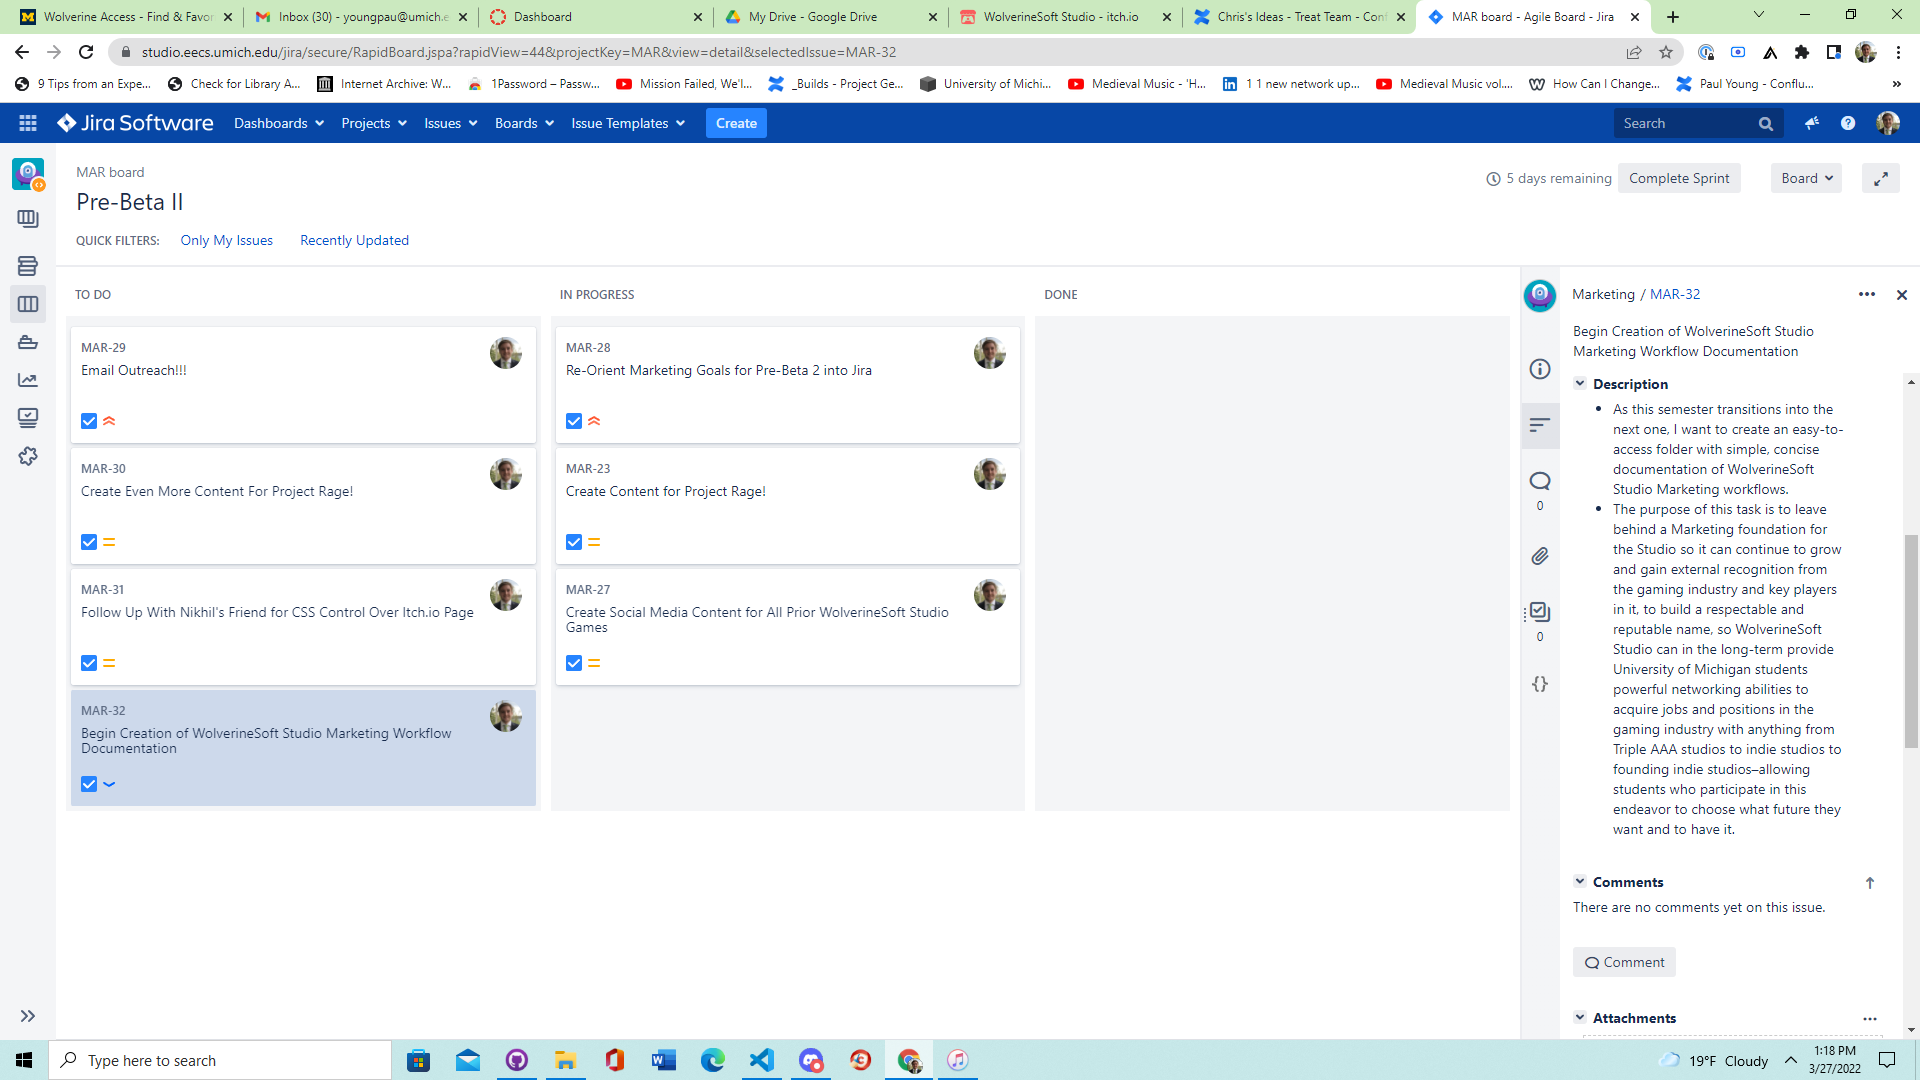 Wolverine Access - Find & Favor
Inbox (30) - youngpau@umich.e
Dashboard
My Drive - Google Drive
WolverineSoft Studio - itch.io
Chris's Ideas - Treat Team - Conf
MAR board - Agile Board - Jira
studio.eecs.umich.edu/jira/secure/RapidBoard.jspa?rapidView=44&projectKey=MAR&view=detail&selectedIssue=MAR-32
9 Tips from an Expe...
Check for Library A...
Internet Archive: W...
1Password – Passw...
Mission Failed, We'l...
_Builds - Project Ge...
University of Michi...
Medieval Music - 'H...
1 1 new network up...
Medieval Music vol....
How Can I Change...
Paul Young - Conflu...
»
Jira Software
Dashboards
Projects
Issues
Boards
Issue Templates
Create
Search
MAR board
Pre-Beta II
5 days remaining
Complete Sprint
Board
QUICK FILTERS:
Only My Issues
Recently Updated
TO DO
MAR-29
Email Outreach!!!
MAR-30
Create Even More Content For Project Rage!
MAR-31
Follow Up With Nikhil's Friend for CSS Control Over Itch.io Page
MAR-32
Begin Creation of WolverineSoft Studio Marketing Workflow
Documentation
IN PROGRESS
MAR-28
Re-Orient Marketing Goals for Pre-Beta 2 into Jira
MAR-23
Create Content for Project Rage!
MAR-27
Create Social Media Content for All Prior WolverineSoft Studio
Games
DONE
0
0
Marketing / MAR-32
Begin Creation of WolverineSoft Studio
Marketing Workflow Documentation
Description
• As this semester transitions into the
next one, I want to create an easy-to-
access folder with simple, concise
documentation of WolverineSoft
Studio Marketing workflows.
• The purpose of this task is to leave
behind a Marketing foundation for
the Studio so it can continue to grow
and gain external recognition from
the gaming industry and key players
in it, to build a respectable and
reputable name, so WolverineSoft
Studio can in the long-term provide
University of Michigan students
powerful networking abilities to
acquire jobs and positions in the
gaming industry with anything from
Triple AAA studios to indie studios to
founding indie studios–allowing
students who participate in this
endeavor to choose what future they
want and to have it.
Comments
There are no comments yet on this issue.
Comment
Attachments
Type here to search
19°F Cloudy
1:18 PM
3/27/2022